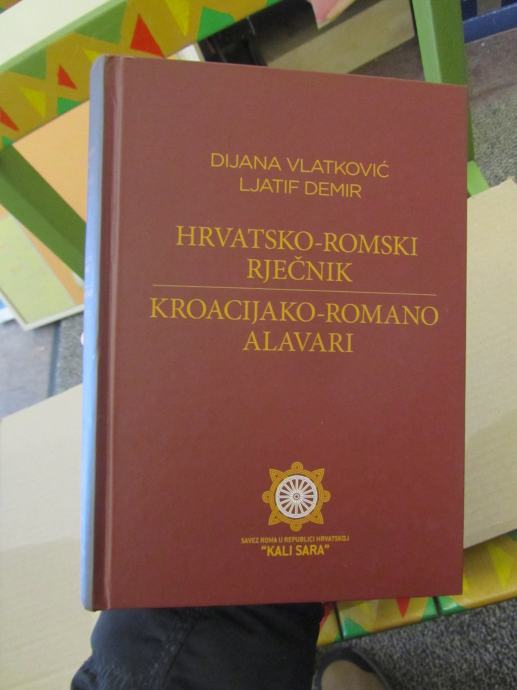 DIJANA VLATKOVIĆ
LJATIF DEMIR
HRVATSKO-ROMSKI
RJEČNIK
KROACIJAKO-ROMANO
ALAVARI
SAVEZ ROMA U REPUBLICI HRVATSKOJ
"KALI SARA"